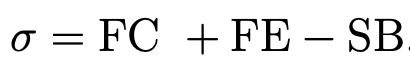 σ = FC + FE − SB.